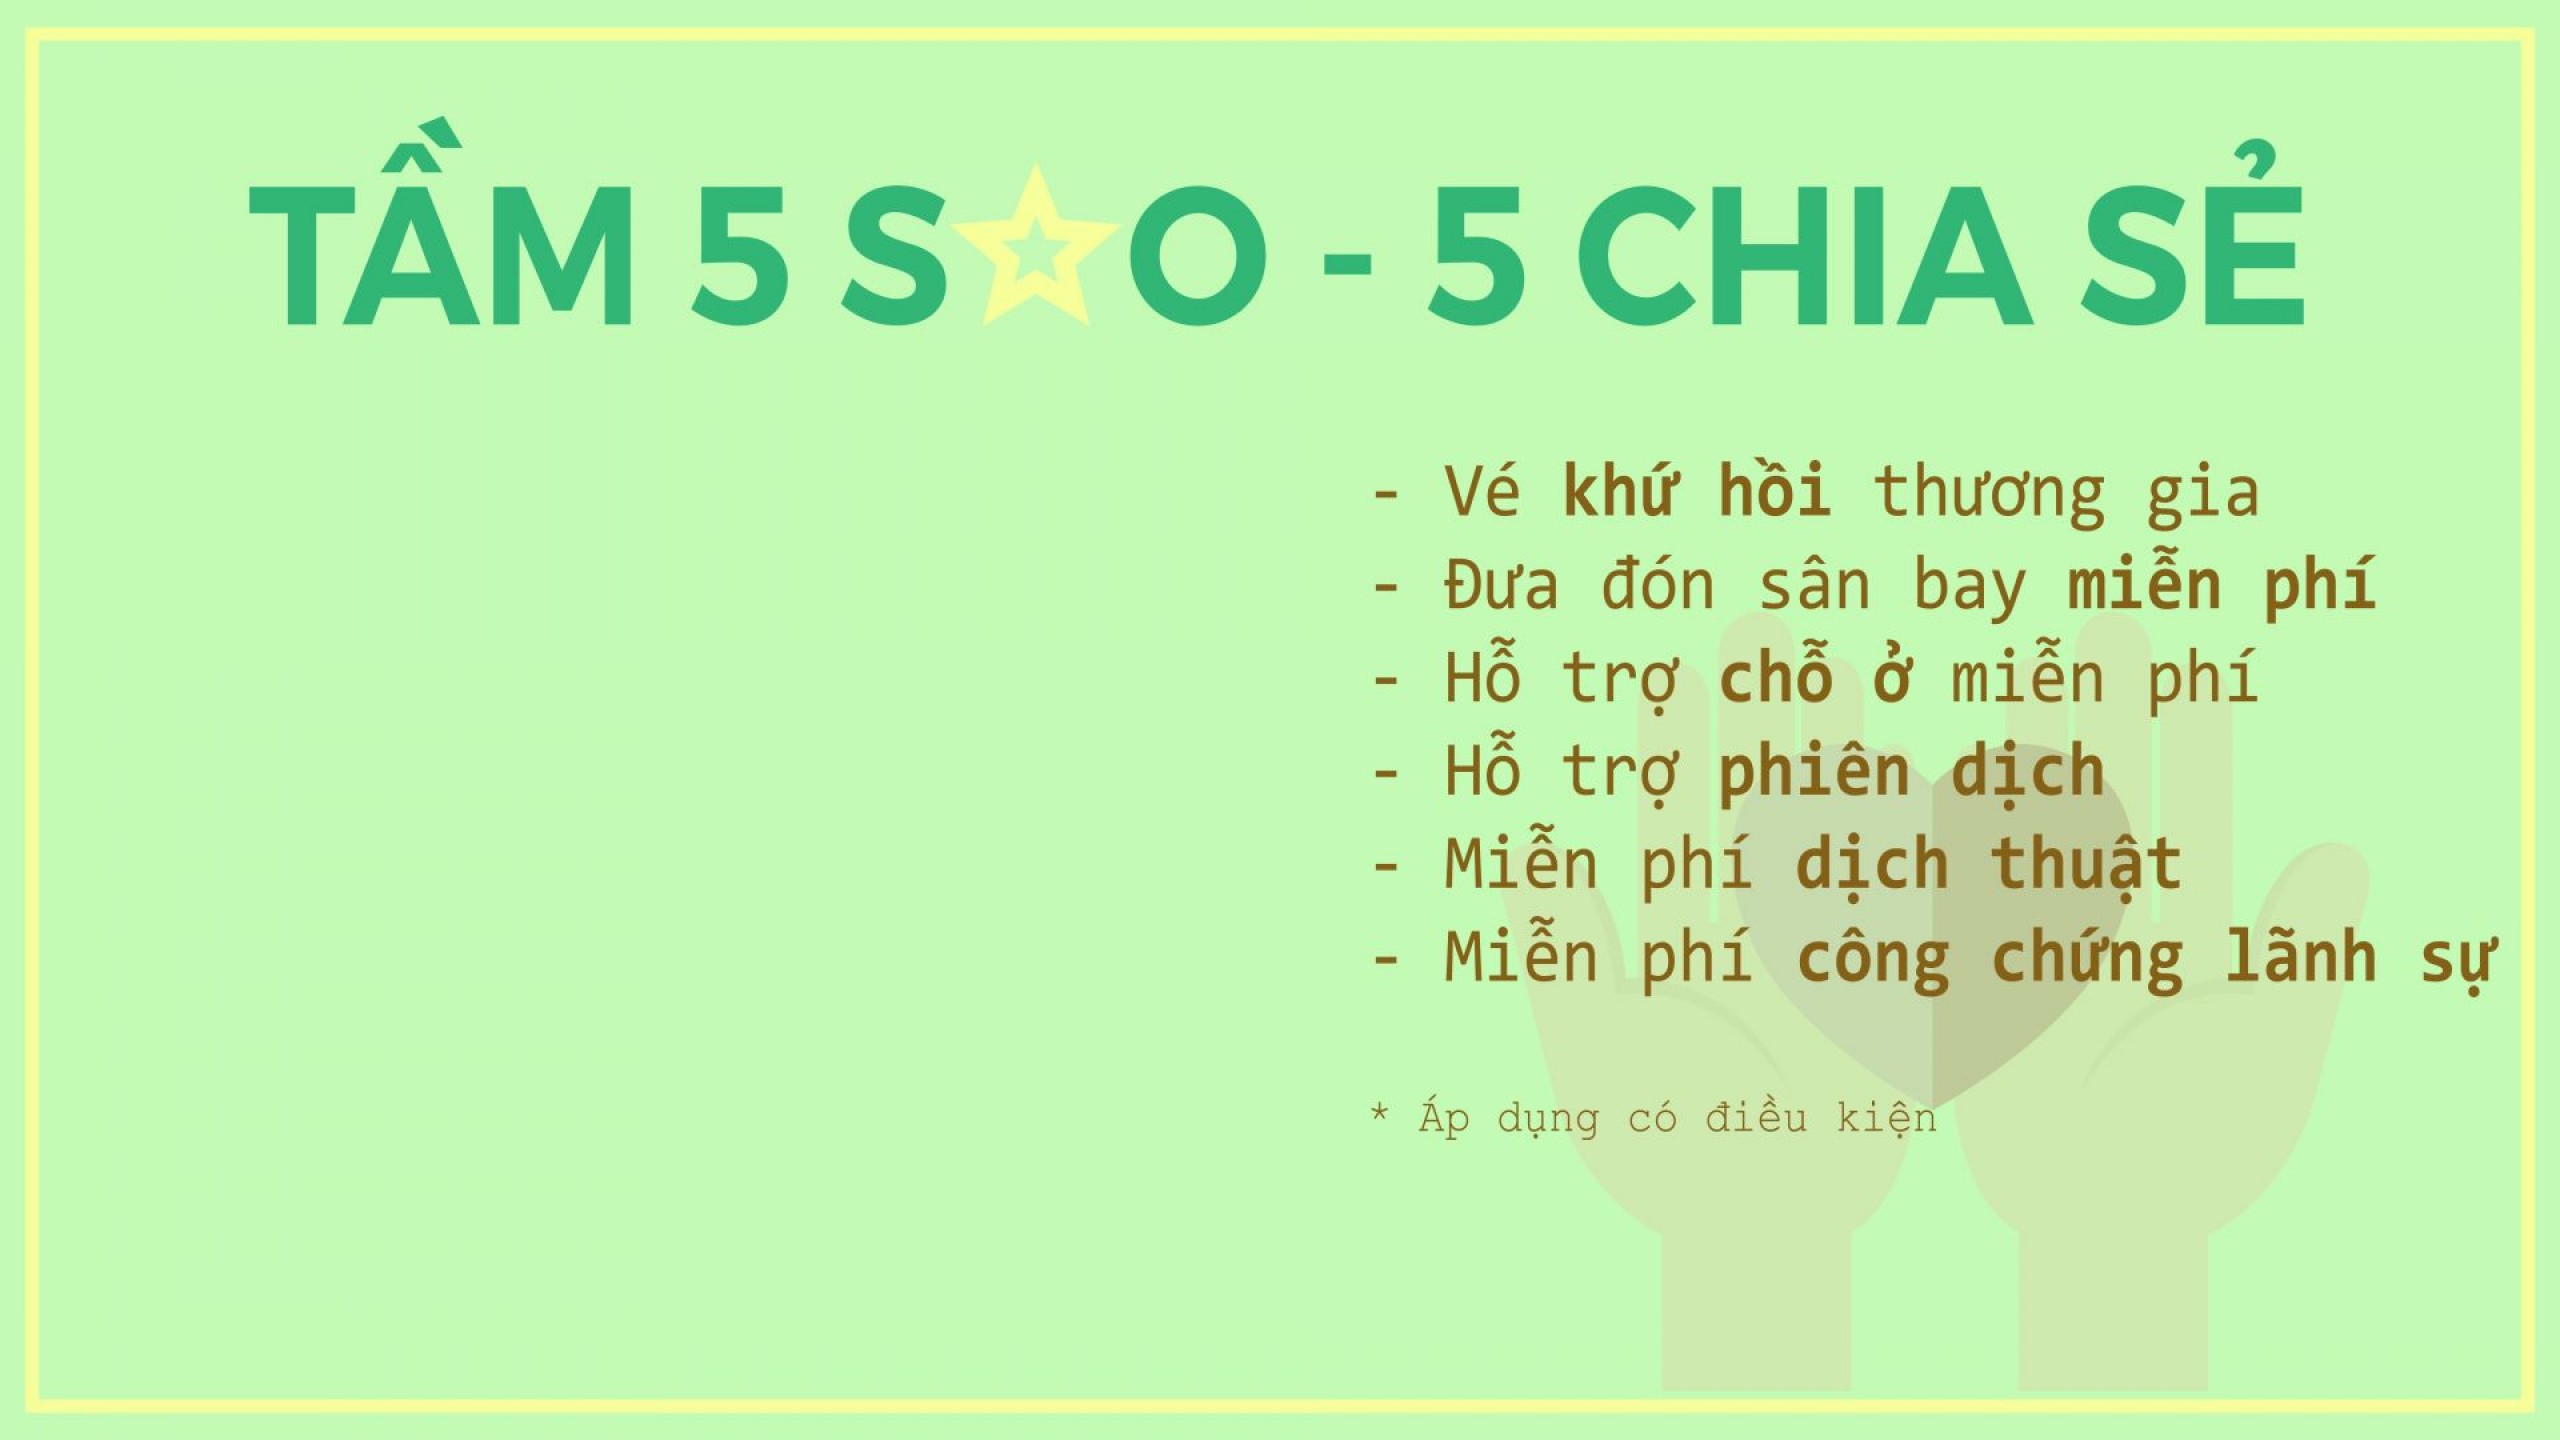 TẦM 5 S☆O - 5 CHIA SẺ
- Vé khứ hồi thương gia
- Đưa đón sân bay miễn phí
- Hỗ trợ chỗ ở miễn phí
- Hỗ trợ phiên dịch
- Miễn phí dịch thuật
- Miễn phí công chứng lãnh sự
* Áp dụng có điều kiện